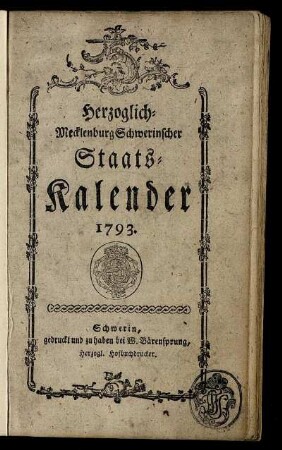 Herzoglich-
Mecklenburg Schwerinscher
Staats-
Kalender
1793.
Schwerin,
gedruckt und zu haben bei W. Bärensprung,
Herzogl. Hofbuchdrucker.